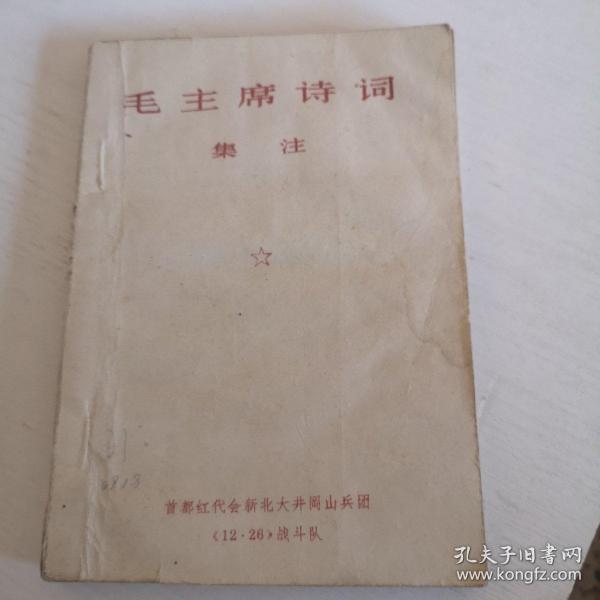 毛主席诗词
集注
首都红代会新北大井岡山兵团
《12·26》战斗队
孔夫子旧书网
www.kongfz.com